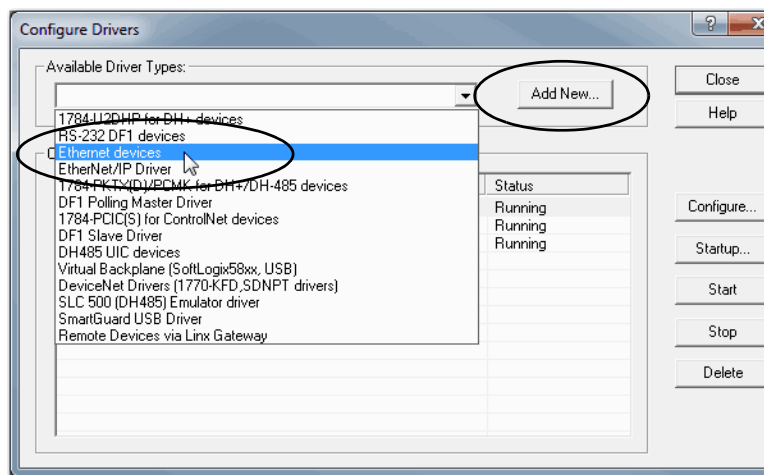 Configure Drivers
?
X
Available Driver Types:
Add New...
Close
Help
1784-U2DHP for DH+ devices
RS-232 DF1 devices
Ethernet devices
EtherNet/IP Driver
1784-PKTX(D)/PCMK for DH+/DH-485 devices
DF1 Polling Master Driver
1784-PCIC(S) for ControlNet devices
DF1 Slave Driver
DH485 UIC devices
Virtual Backplane (SoftLogix58xx, USB)
DeviceNet Drivers (1770-KFD,SDNPT drivers)
SLC 500 (DH485) Emulator driver
SmartGuard USB Driver
Remote Devices via Linx Gateway
Status
Running
Running
Running
Configure...
Startup...
Start
Stop
Delete